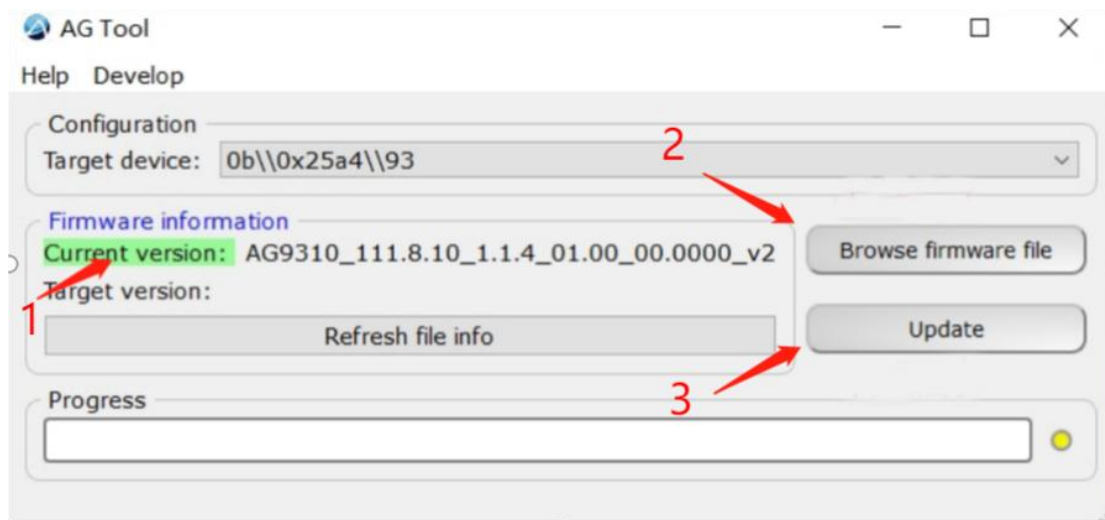 AG Tool
Help Develop
Configuration
2
Target device: 0b\\0x25a4\\93
Firmware information
Current version: AG9310_111.8.10_1.1.4_01.00_00.0000_v2
Browse firmware file
1
Target version:
Refresh file info
Update
3
Progress